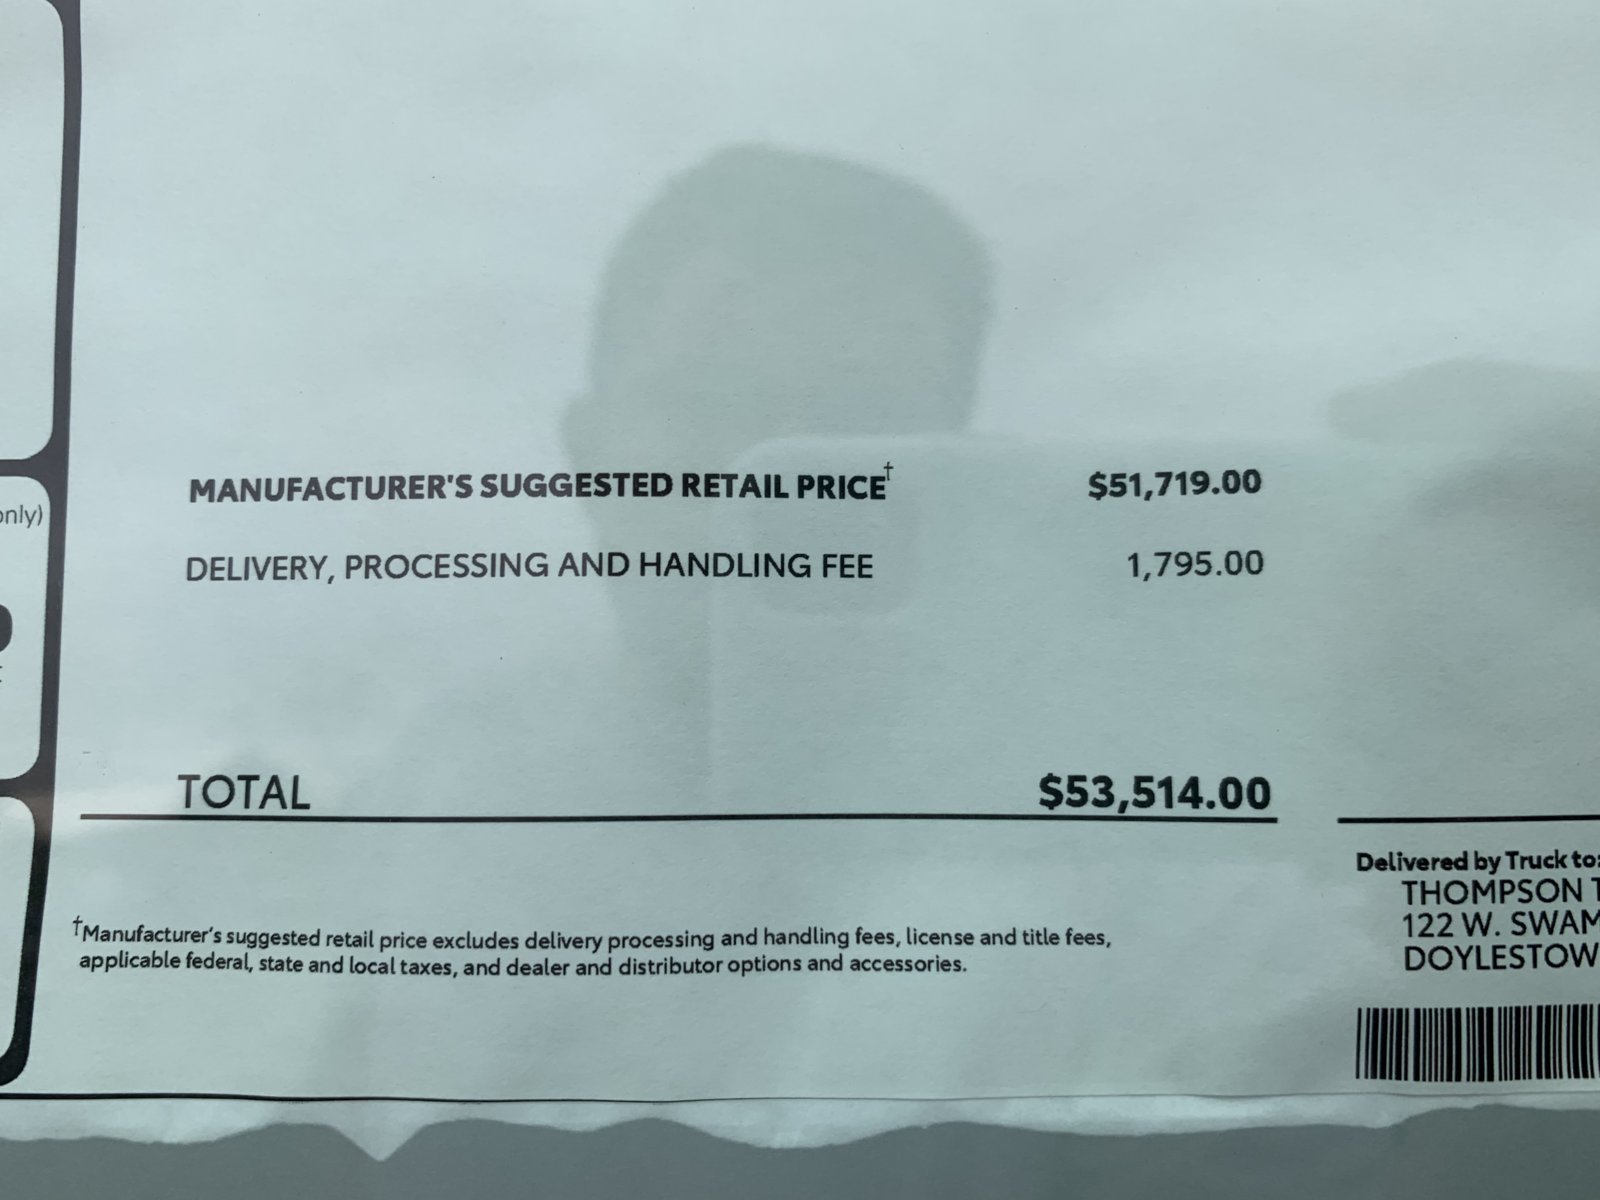 MANUFACTURER'S SUGGESTED RETAIL PRICE† $51,719.00
only)
DELIVERY, PROCESSING AND HANDLING FEE 1,795.00
TOTAL $53,514.00
†Manufacturer's suggested retail price excludes delivery processing and handling fees, license and title fees,
applicable federal, state and local taxes, and dealer and distributor options and accessories.
Delivered by Truck to:
THOMPSON
122 W.